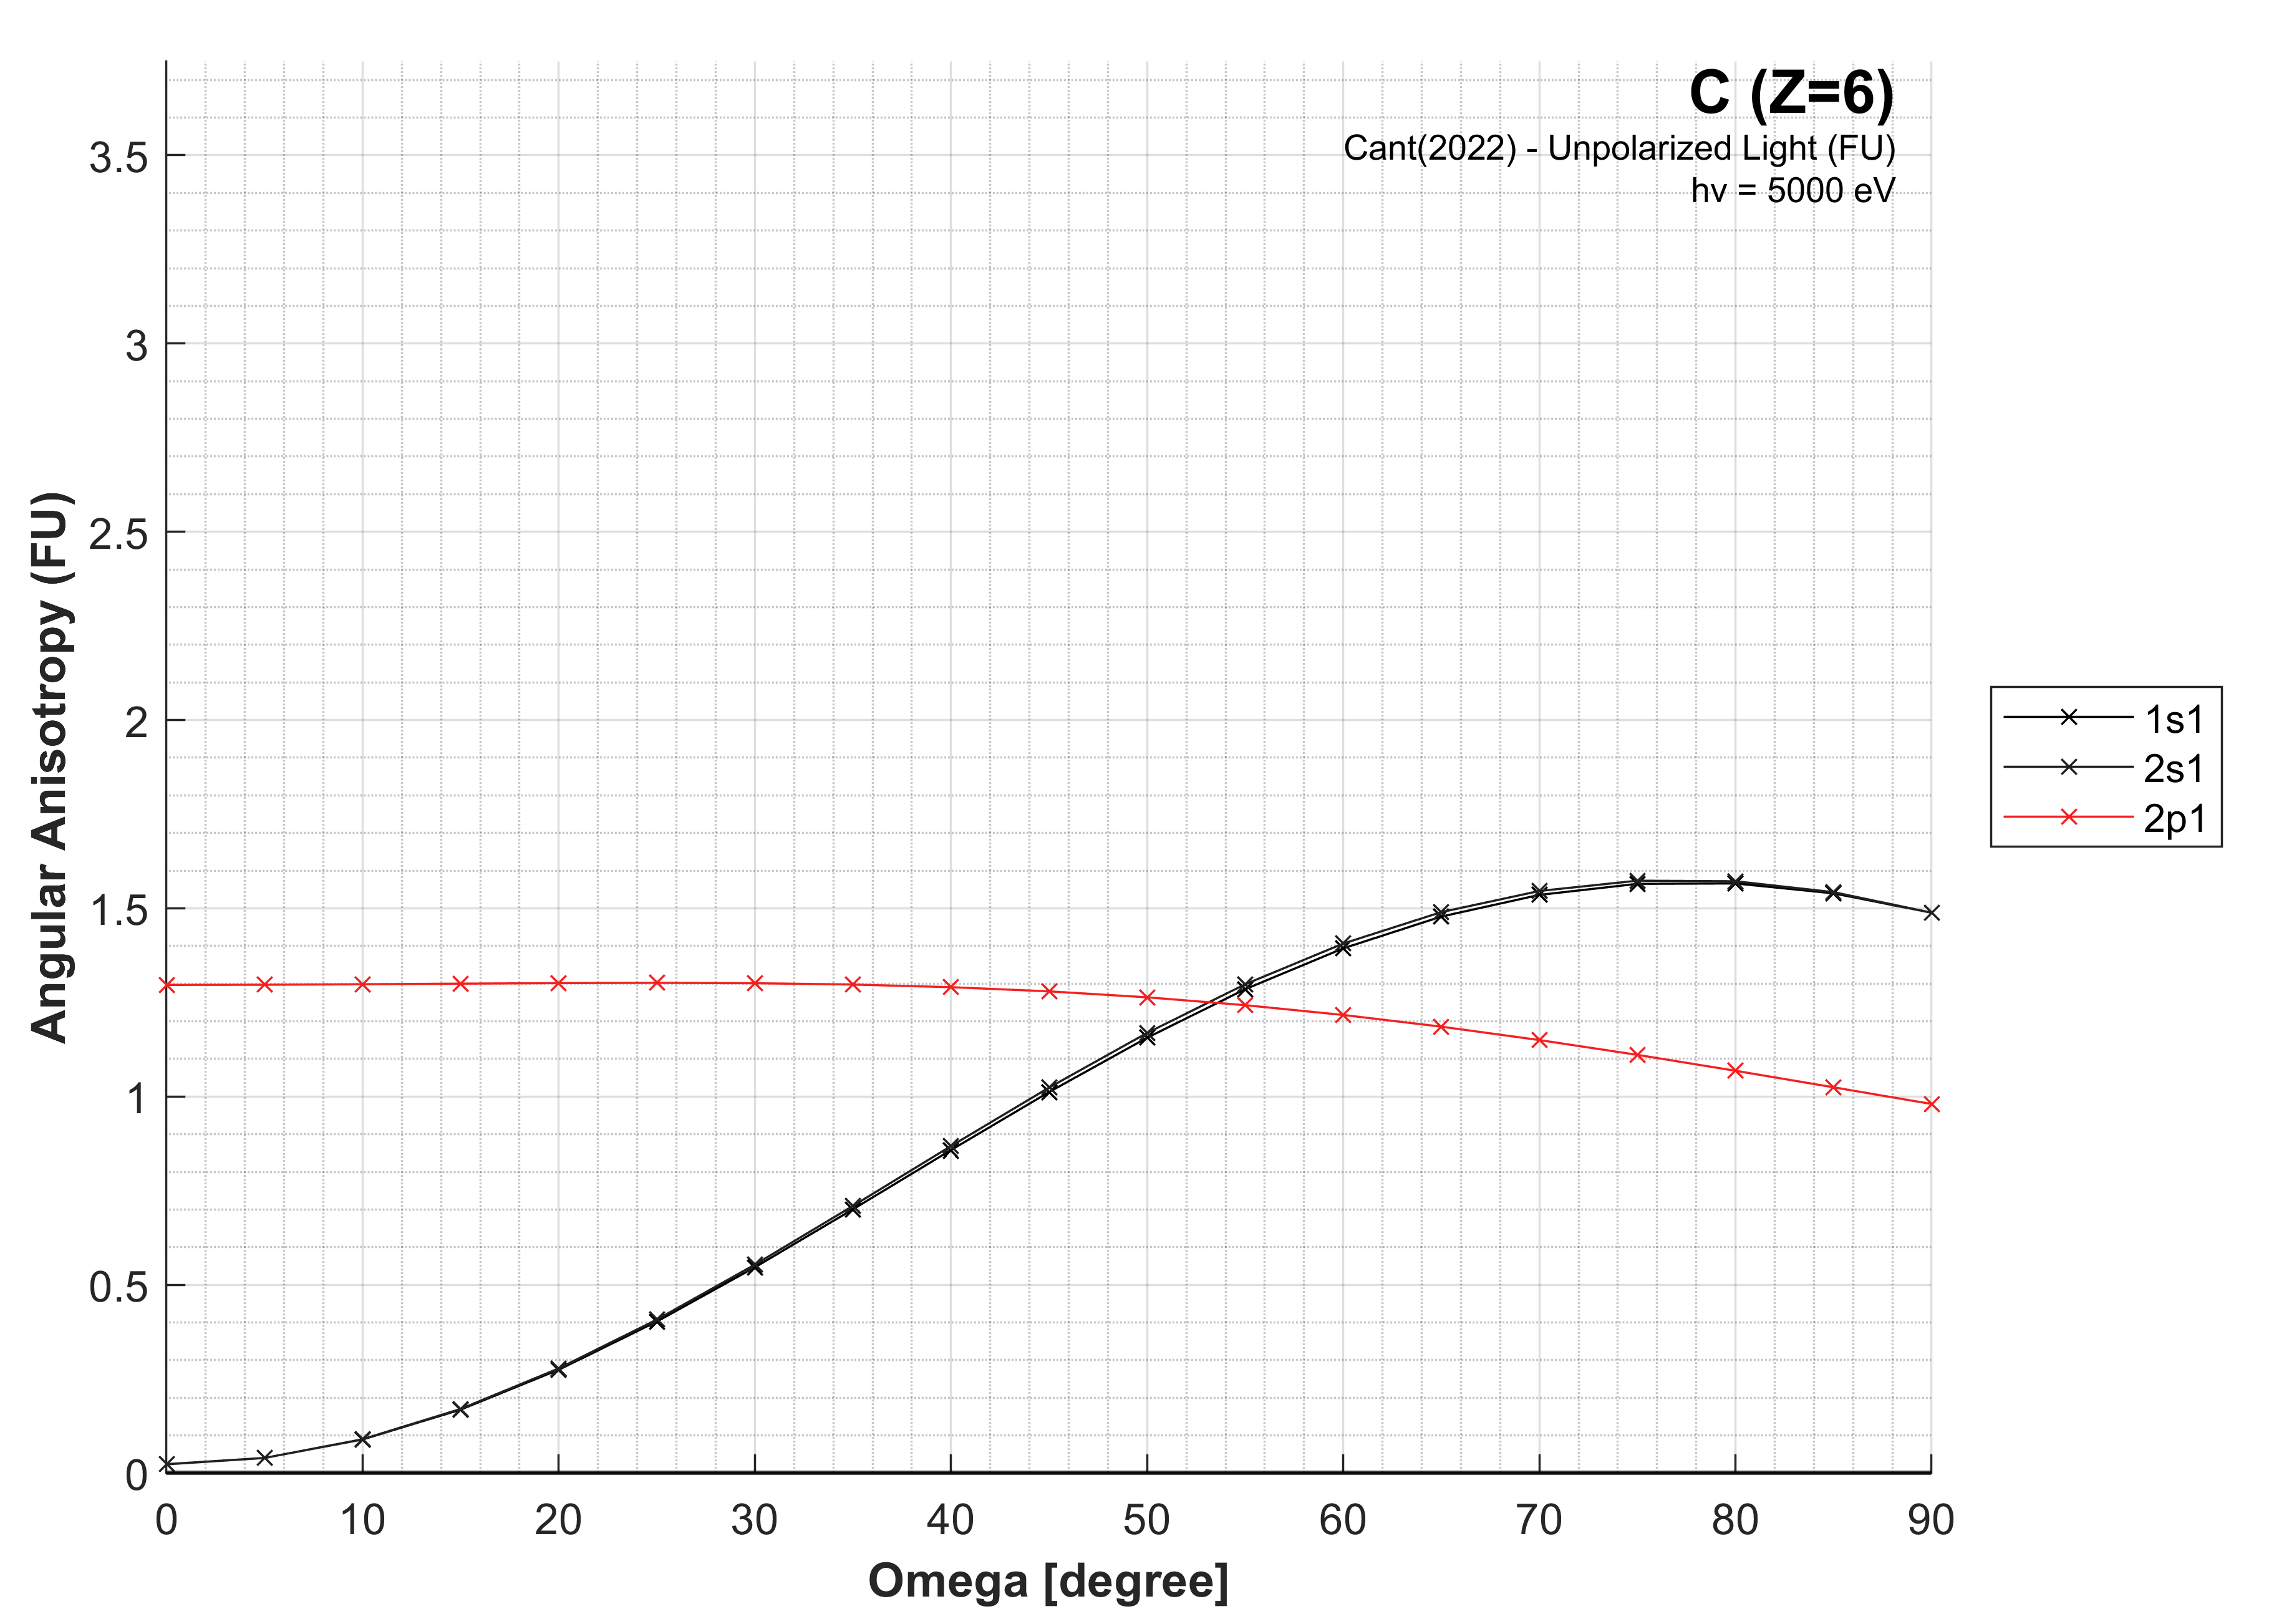 C (Z=6)
Cant(2022) - Unpolarized Light (FU)
hv = 5000 eV
Angular Anisotropy (FU)
3.5
3
2.5
2
1.5
1
0.5
0
0 10 20 30 40 50 60 70 80 90
Omega [degree]
1s1
2s1
2p1